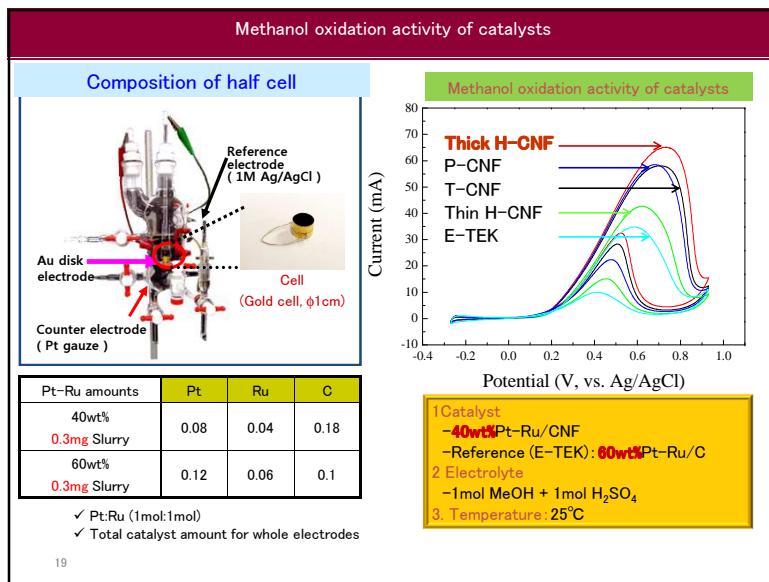 Methanol oxidation activity of catalysts
Composition of half cell
Reference
electrode
( 1M Ag/AgCl )
Au disk
electrode
Cell
(Gold cell, ϕ1cm)
Counter electrode
( Pt gauze )
Pt-Ru amounts Pt Ru C
40wt%
0.3mg Slurry
0.08 0.04 0.18
60wt%
0.3mg Slurry
0.12 0.06 0.1
✓ Pt:Ru (1mol:1mol)
✓ Total catalyst amount for whole electrodes
Methanol oxidation activity of catalysts
80
70
60
50
40
30
20
10
0
-10
Current (mA)
Thick H-CNF
P-CNF
T-CNF
Thin H-CNF
E-TEK
-0.4 -0.2 0.0 0.2 0.4 0.6 0.8 1.0
Potential (V, vs. Ag/AgCl)
1Catalyst
-40wt%Pt-Ru/CNF
-Reference (E-TEK): 60wt%Pt-Ru/C
2 Electrolyte
-1mol MeOH + 1mol H₂SO₄
3. Temperature: 25℃
19